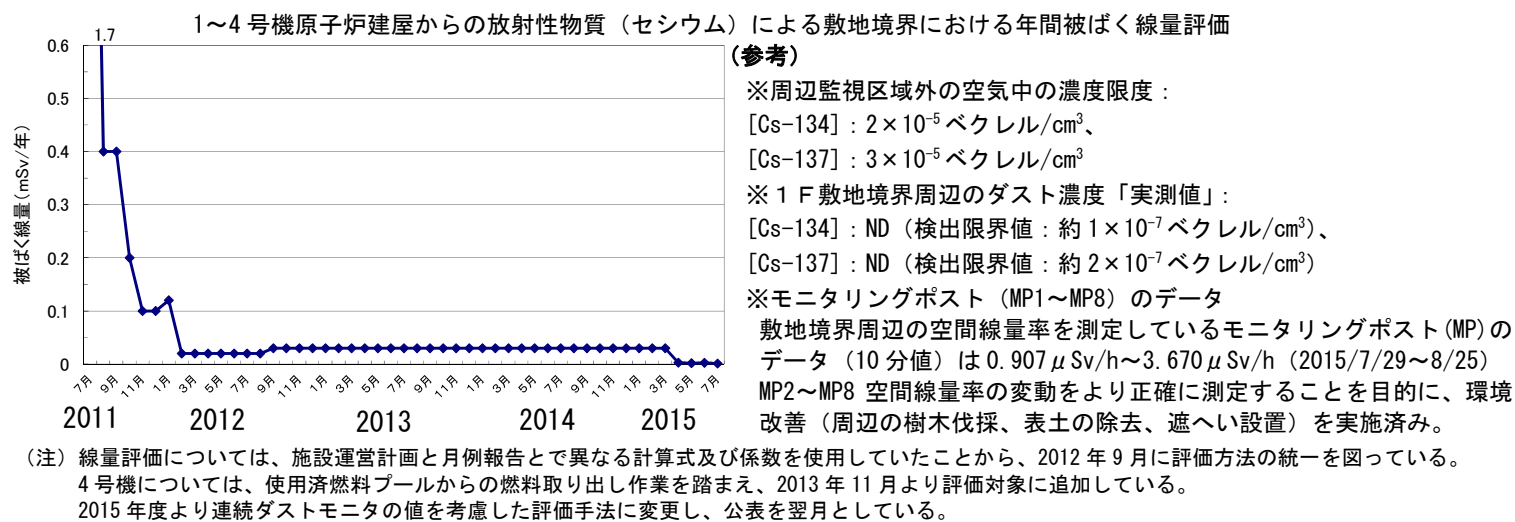 1～4 号機原子炉建屋からの放射性物質（セシウム）による敷地境界における年間被ばく線量評価
1.7
0.6
0.5
0.4
0.3
0.2
0.1
0
被ばく線量（mSv/年）
7月 9月 11月 1月 3月 5月 7月 9月 11月 1月 3月 5月 7月 9月 11月 1月 3月 5月 7月 9月 11月 1月 3月 5月 7月
2011 2012 2013 2014 2015
（参考）
※周辺監視区域外の空気中の濃度限度：
[Cs-134]：2×10⁻⁵ ベクレル/cm³、
[Cs-137]：3×10⁻⁵ ベクレル/cm³
※１Ｆ敷地境界周辺のダスト濃度「実測値」：
[Cs-134]：ND（検出限界値：約 1×10⁻⁷ ベクレル/cm³）、
[Cs-137]：ND（検出限界値：約 2×10⁻⁷ ベクレル/cm³）
※モニタリングポスト（MP1～MP8）のデータ
敷地境界周辺の空間線量率を測定しているモニタリングポスト(MP)の
データ（10 分値）は 0.907μSv/h～3.670μSv/h（2015/7/29～8/25）
MP2～MP8 空間線量率の変動をより正確に測定することを目的に、環境
改善（周辺の樹木伐採、表土の除去、遮へい設置）を実施済み。
（注）線量評価については、施設運営計画と月例報告とで異なる計算式及び係数を使用していたことから、2012 年 9 月に評価方法の統一を図っている。
4 号機については、使用済燃料プールからの燃料取り出し作業を踏まえ、2013 年 11 月より評価対象に追加している。
2015 年度より連続ダストモニタの値を考慮した評価手法に変更し、公表を翌月としている。